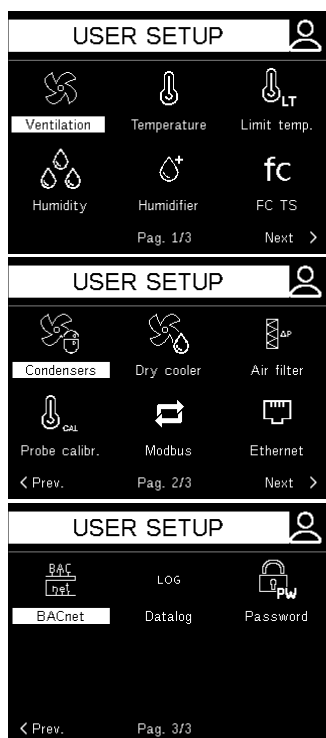 USER SETUP
LT
Ventilation Temperature Limit temp.
fc
Humidity Humidifier FC TS
Pag. 1/3 Next >
USER SETUP
ΔP
Condensers Dry cooler Air filter
CAL
Probe calibr. Modbus Ethernet
< Prev. Pag. 2/3 Next >
USER SETUP
BAC
net LOG PW
BACnet Datalog Password
< Prev. Pag. 3/3